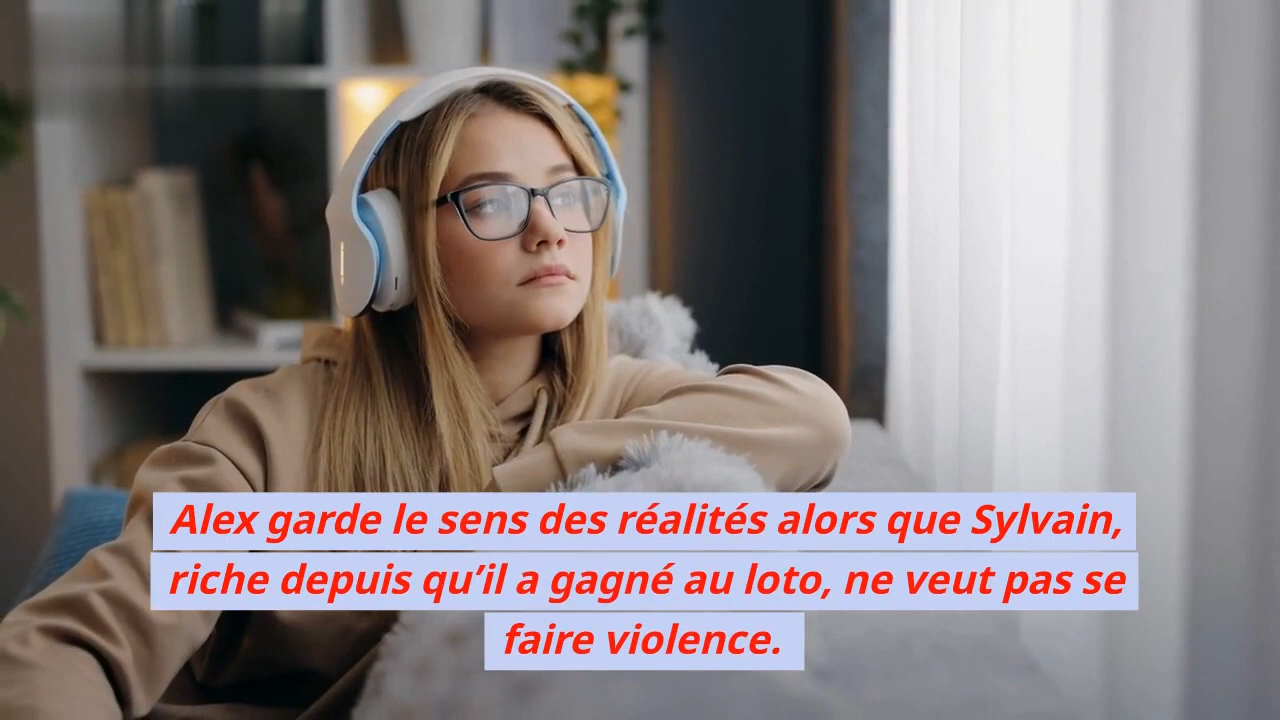 Alex garde le sens des réalités alors que Sylvain,
riche depuis qu’il a gagné au loto, ne veut pas se
faire violence.